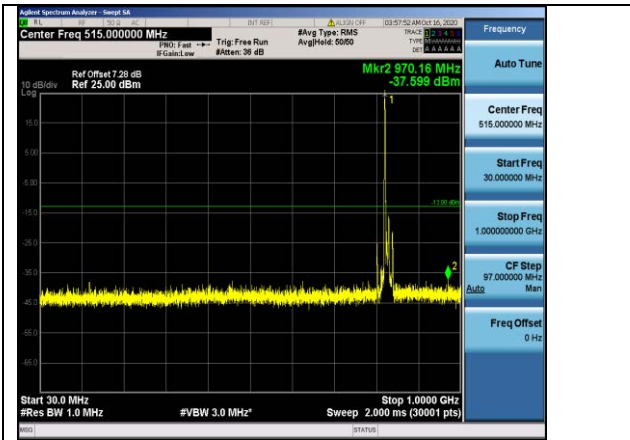 Agilent Spectrum Analyzer - Swept SA
RL RF 50 Ω AC INT REF ALIGN OFF 03:57:52 AM Oct 16, 2020
Center Freq 515.000000 MHz
PNO: Fast
IFGain:Low
Trig: Free Run
#Atten: 36 dB
#Avg Type: RMS
Avg|Hold: 50/50
TRACE 1 2 3 4 5 6
TYPE
DET A A A A A A
Frequency
Mkr2 970.16 MHz
-37.599 dBm
Ref Offset 7.28 dB
Ref 25.00 dBm
10 dB/div
Log
1
15.0
5.00
-5.00
-13.00 dBm
-15.0
-25.0
2
-35.0
-45.0
-55.0
-65.0
Start 30.0 MHz
Stop 1.0000 GHz
#Res BW 1.0 MHz
#VBW 3.0 MHz*
Sweep 2.000 ms (30001 pts)
MSG
STATUS
Auto Tune
Center Freq
515.000000 MHz
Start Freq
30.000000 MHz
Stop Freq
1.000000000 GHz
CF Step
97.000000 MHz
Auto Man
Freq Offset
0 Hz